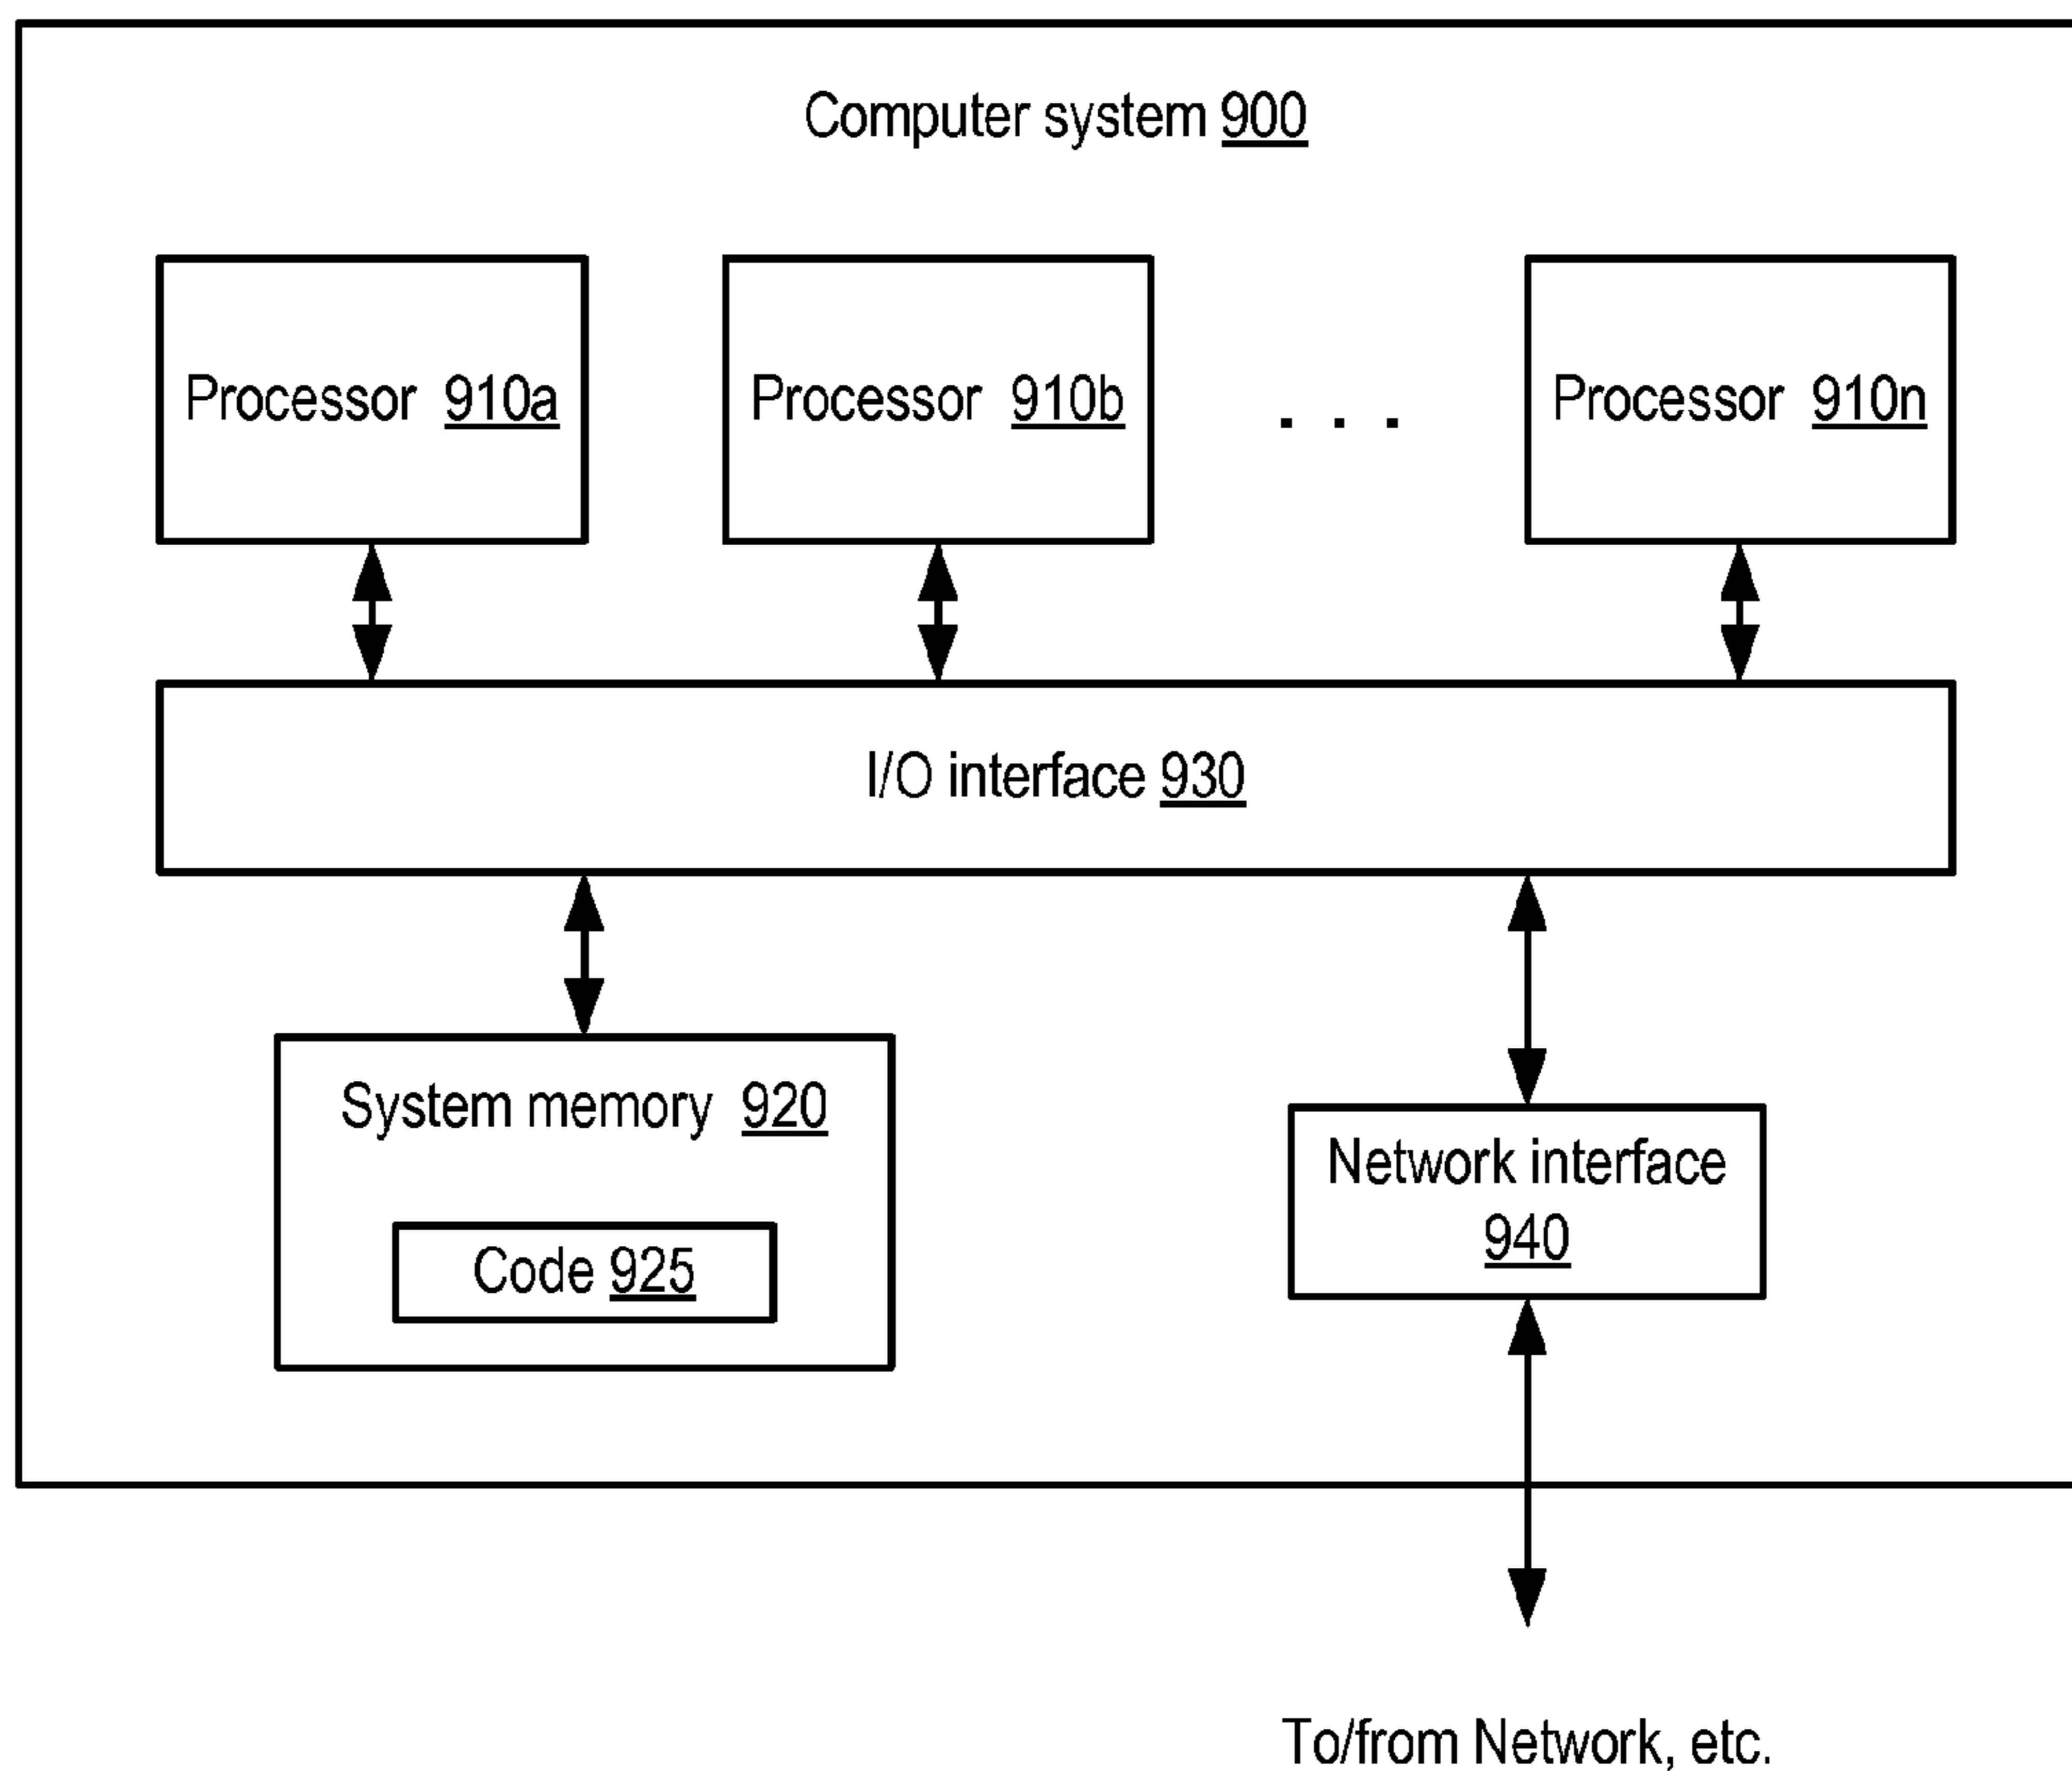 Computer system 900
Processor 910a
Processor 910b
. . .
Processor 910n
I/O interface 930
System memory 920
Code 925
Network interface
940
To/from Network, etc.